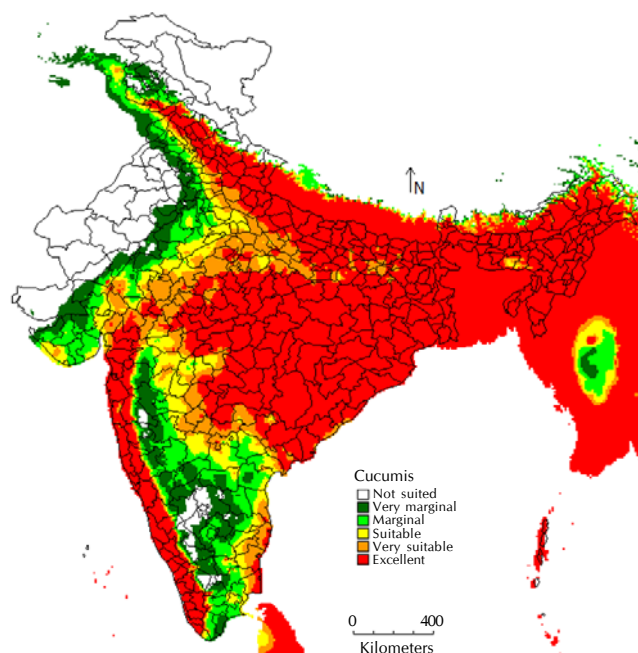 N
Cucumis
Not suited
Very marginal
Marginal
Suitable
Very suitable
Excellent
0 400
Kilometers